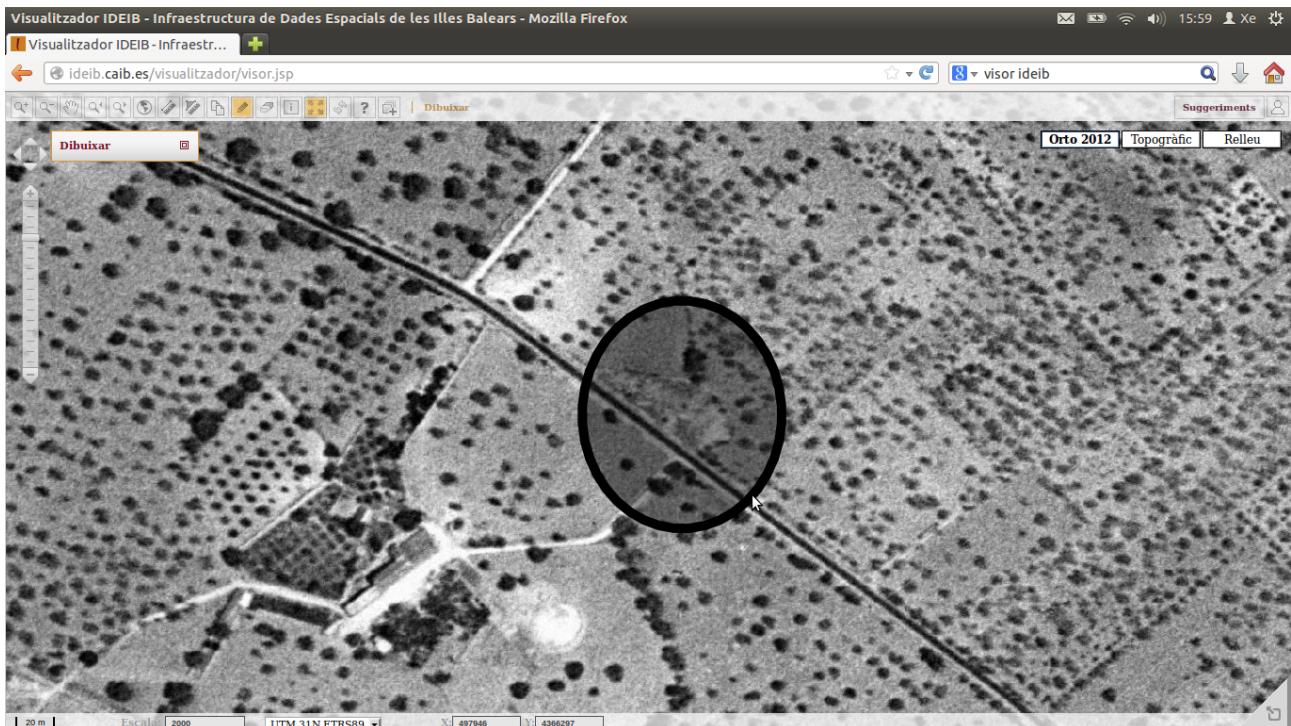 Visualitzador IDEIB - Infraestructura de Dades Espacials de les Illes Balears - Mozilla Firefox
15:59 Xe
Visualitzador IDEIB - Infraestr...
ideib.caib.es/visualitzador/visor.jsp
visor ideib
Dibuixar
Suggeriments
Dibuixar
Orto 2012 Topogràfic Relleu
20 m Escala: 2000 UTM 31N ETRS89 X: 497946 Y: 4366297